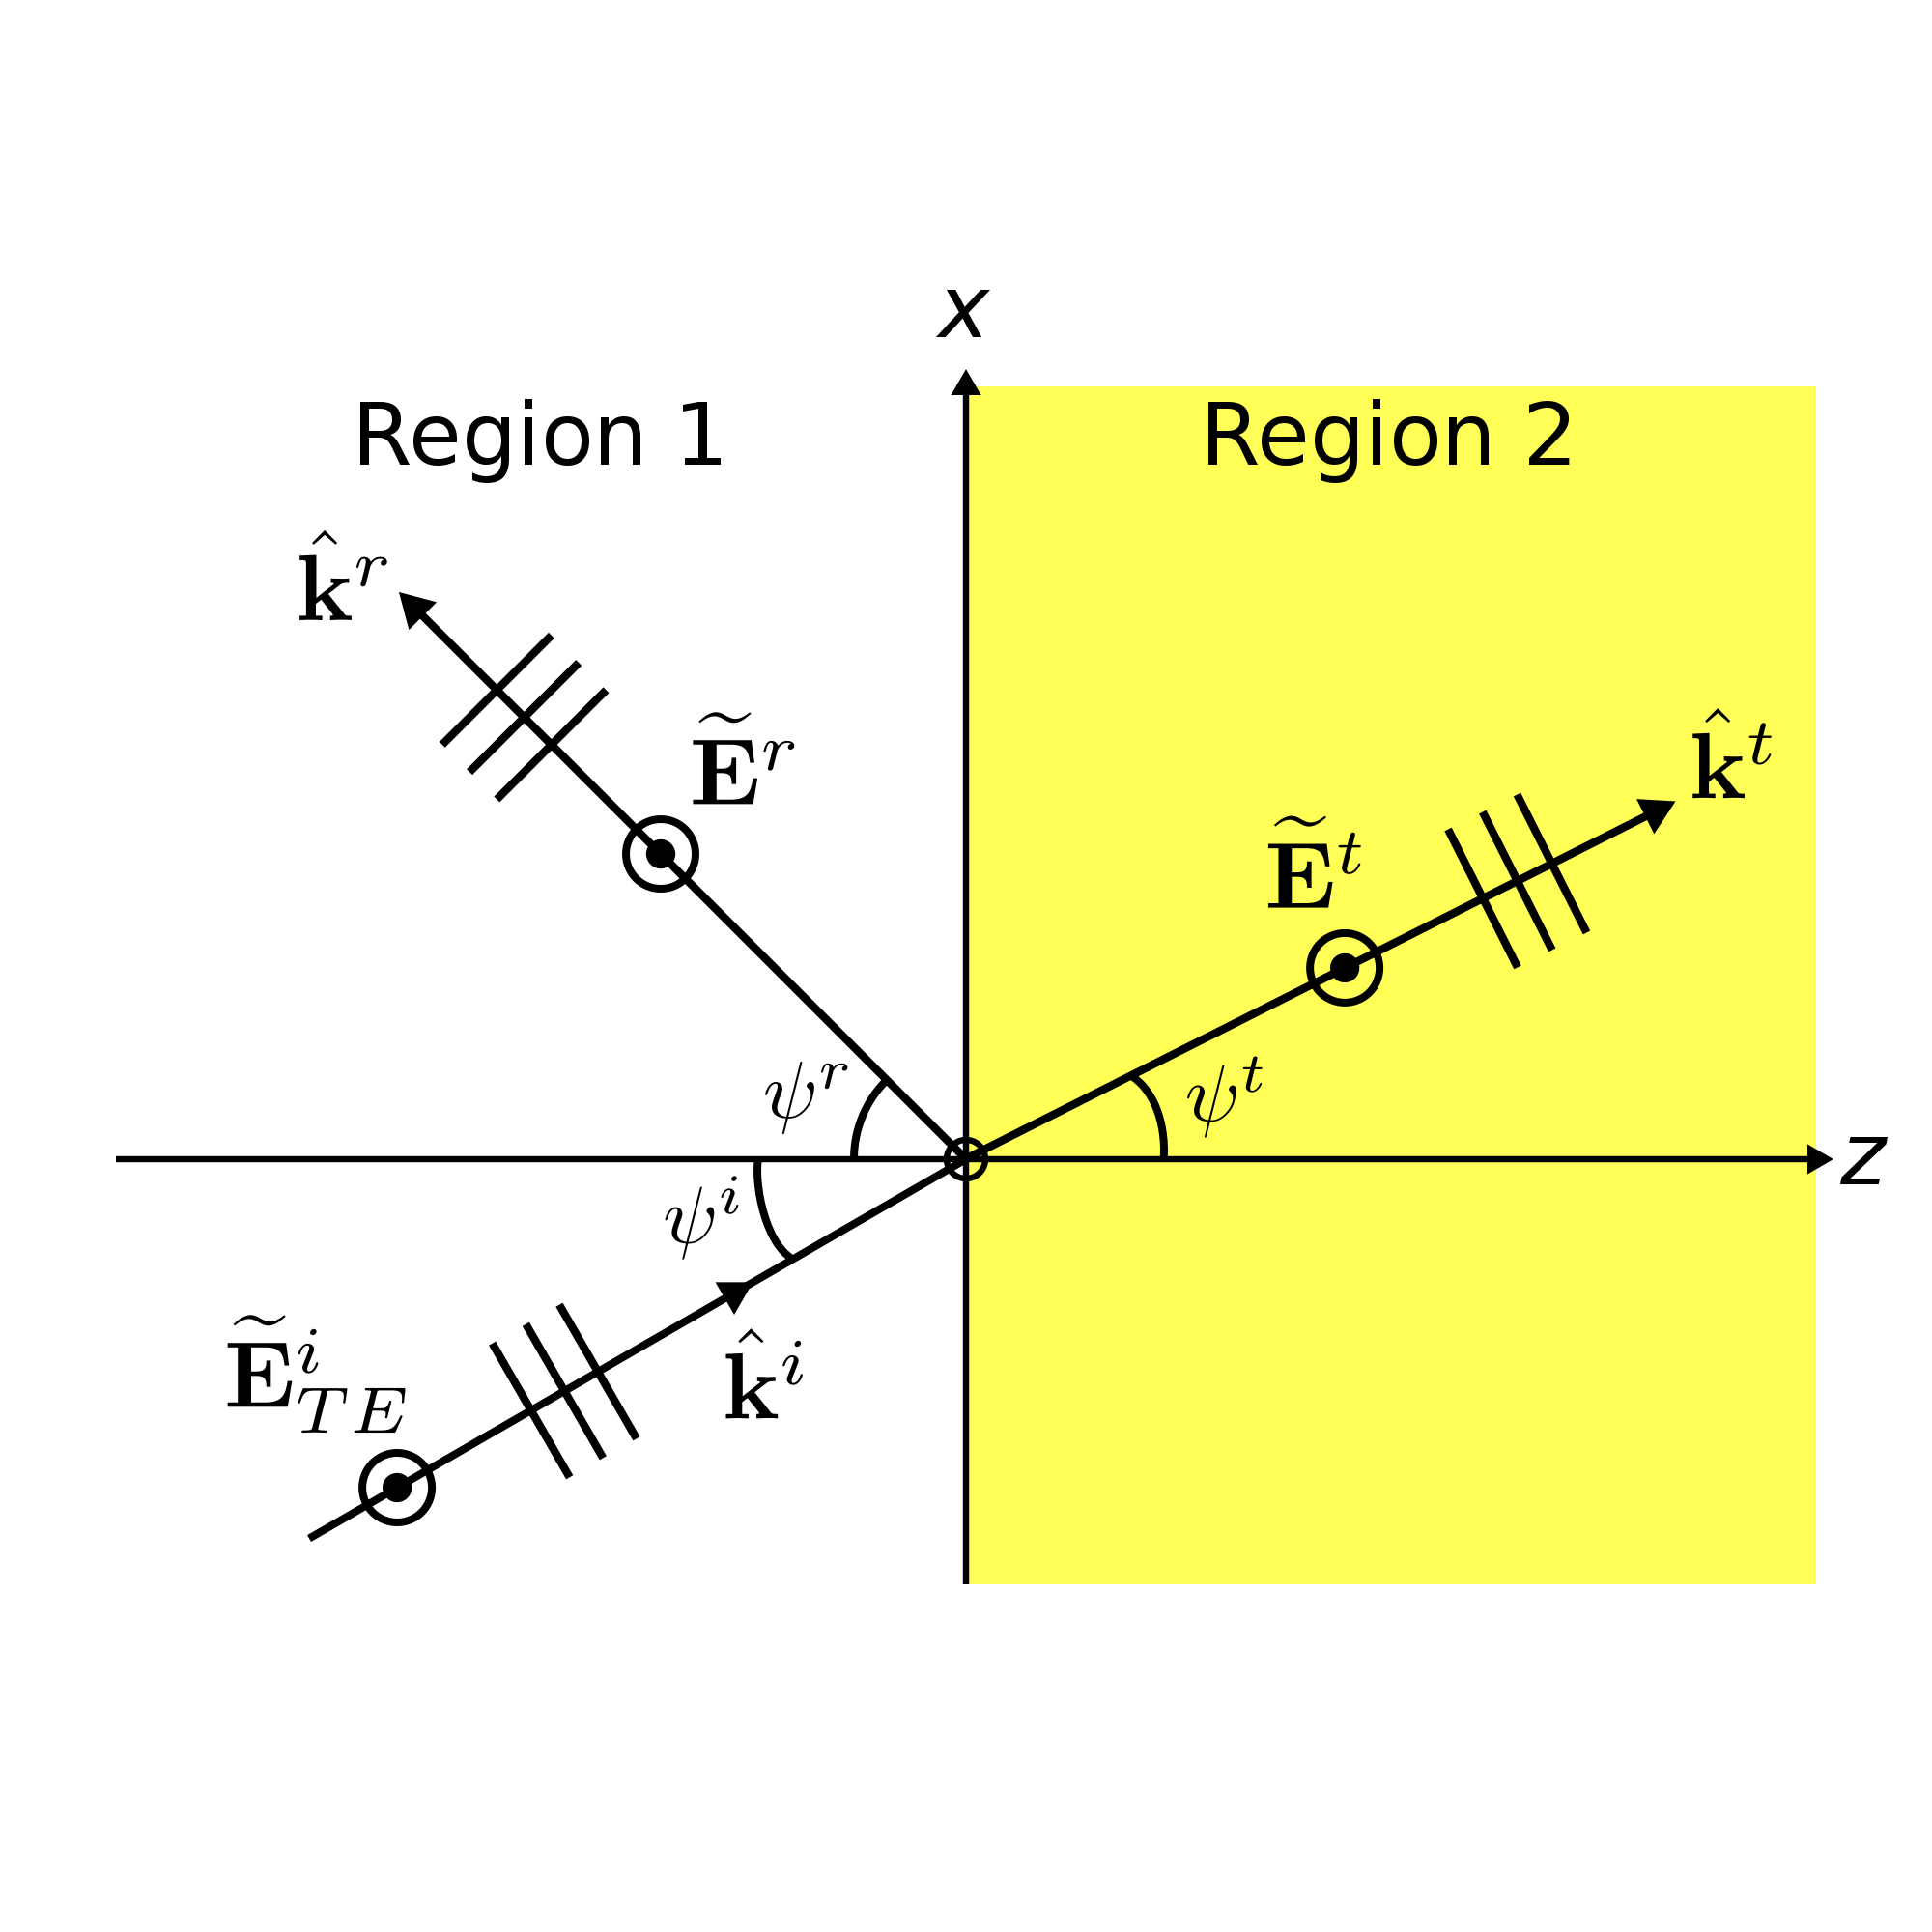 x
Region 1
Region 2
k̂^r
Ẽ^r
k̂^t
Ẽ^t
ψ^r
ψ^t
z
ψ^i
Ẽ^i_TE
k̂^i